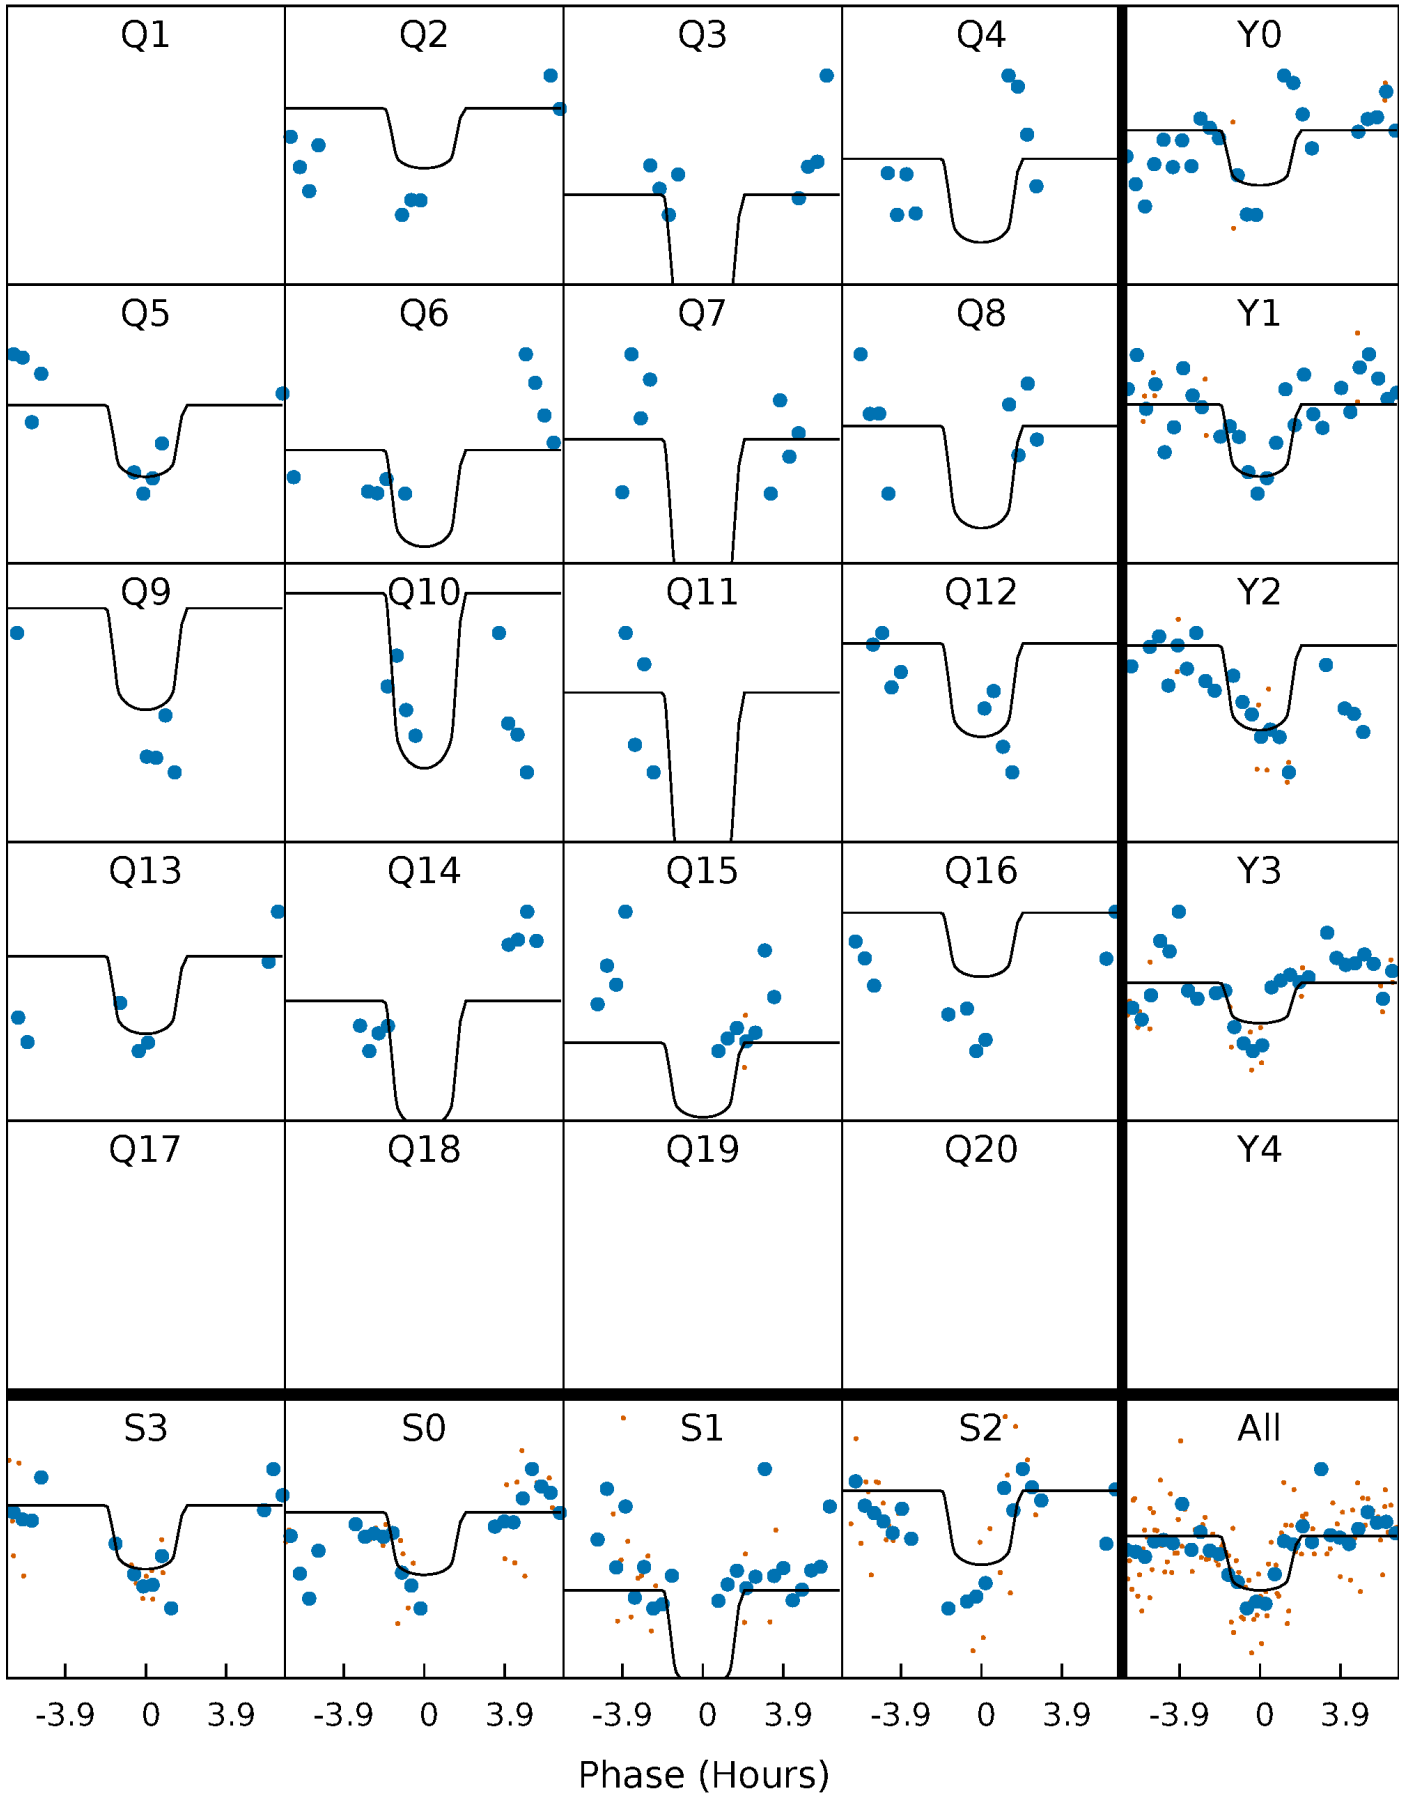 Q1 Q2 Q3 Q4 Y0
Q5 Q6 Q7 Q8 Y1
Q9 Q10 Q11 Q12 Y2
Q13 Q14 Q15 Q16 Y3
Q17 Q18 Q19 Q20 Y4
S3 S0 S1 S2 All
-3.9 0 3.9 -3.9 0 3.9 -3.9 0 3.9 -3.9 0 3.9 -3.9 0 3.9
Phase (Hours)